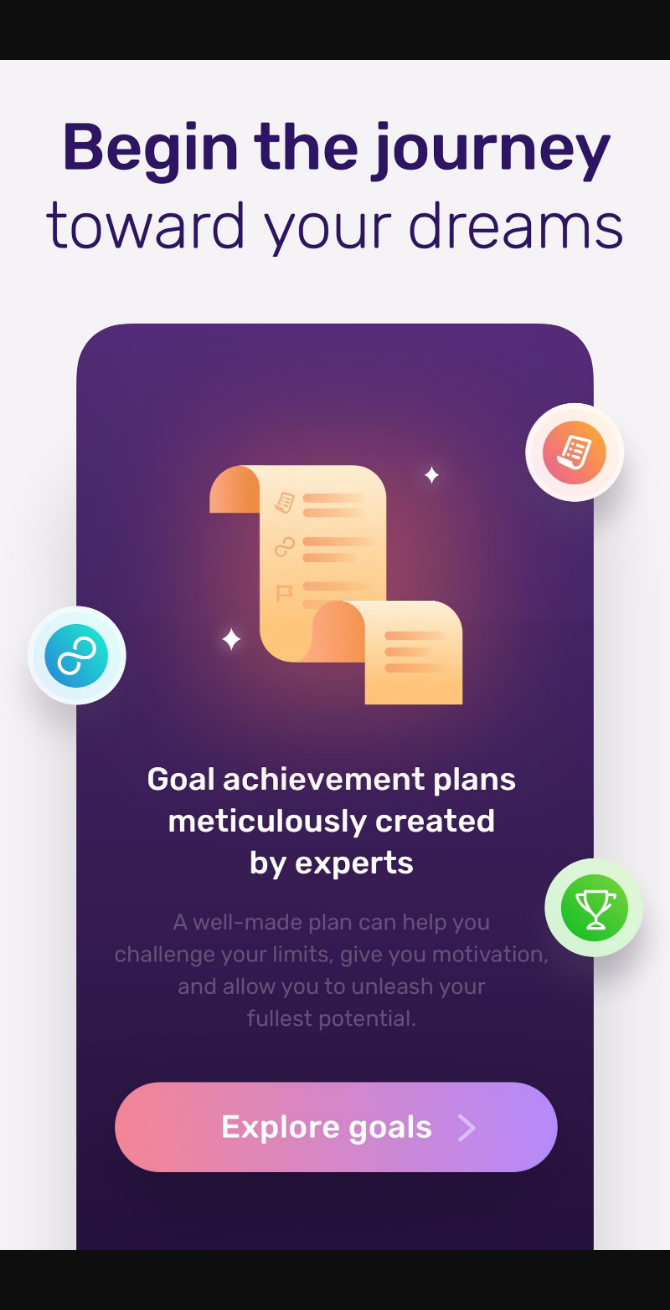 Begin the journey
toward your dreams
Goal achievement plans
meticulously created
by experts
A well-made plan can help you
challenge your limits, give you motivation,
and allow you to unleash your
fullest potential.
Explore goals